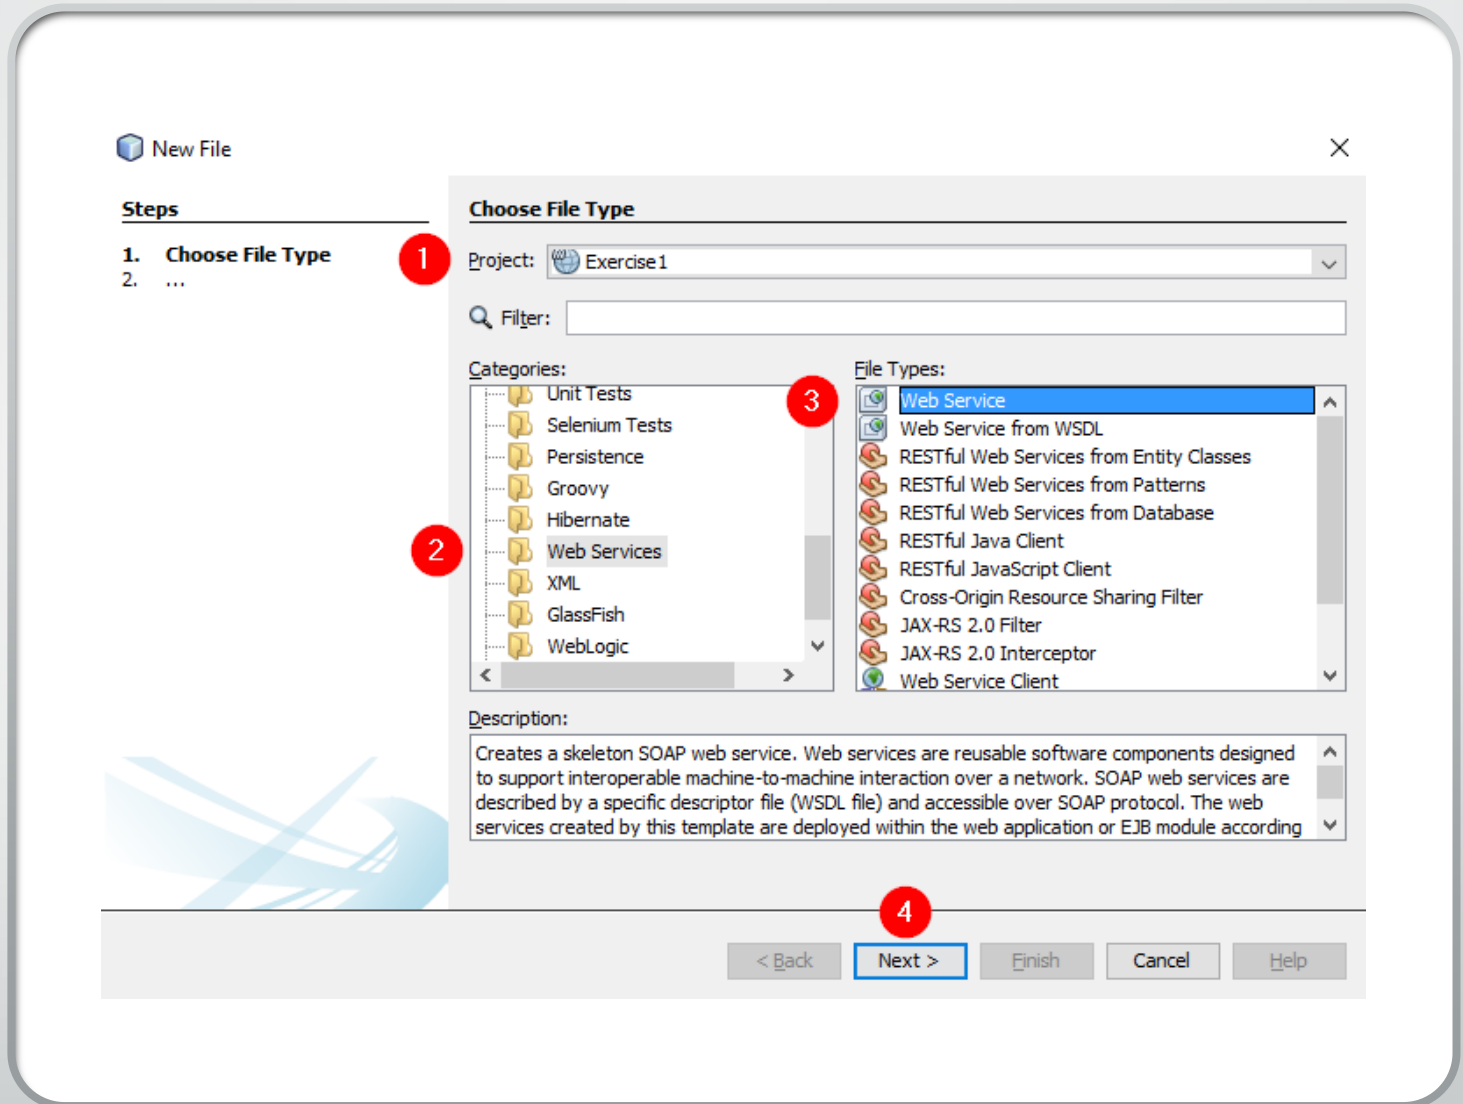 New File
Steps
1. Choose File Type
2. ...
Choose File Type
1
Project: Exercise1
Filter:
Categories:
Unit Tests
Selenium Tests
Persistence
Groovy
Hibernate
2
Web Services
XML
GlassFish
WebLogic
File Types:
3
Web Service
Web Service from WSDL
RESTful Web Services from Entity Classes
RESTful Web Services from Patterns
RESTful Web Services from Database
RESTful Java Client
RESTful JavaScript Client
Cross-Origin Resource Sharing Filter
JAX-RS 2.0 Filter
JAX-RS 2.0 Interceptor
Web Service Client
Description:
Creates a skeleton SOAP web service. Web services are reusable software components designed
to support interoperable machine-to-machine interaction over a network. SOAP web services are
described by a specific descriptor file (WSDL file) and accessible over SOAP protocol. The web
services created by this template are deployed within the web application or EJB module according
4
< Back Next > Finish Cancel Help